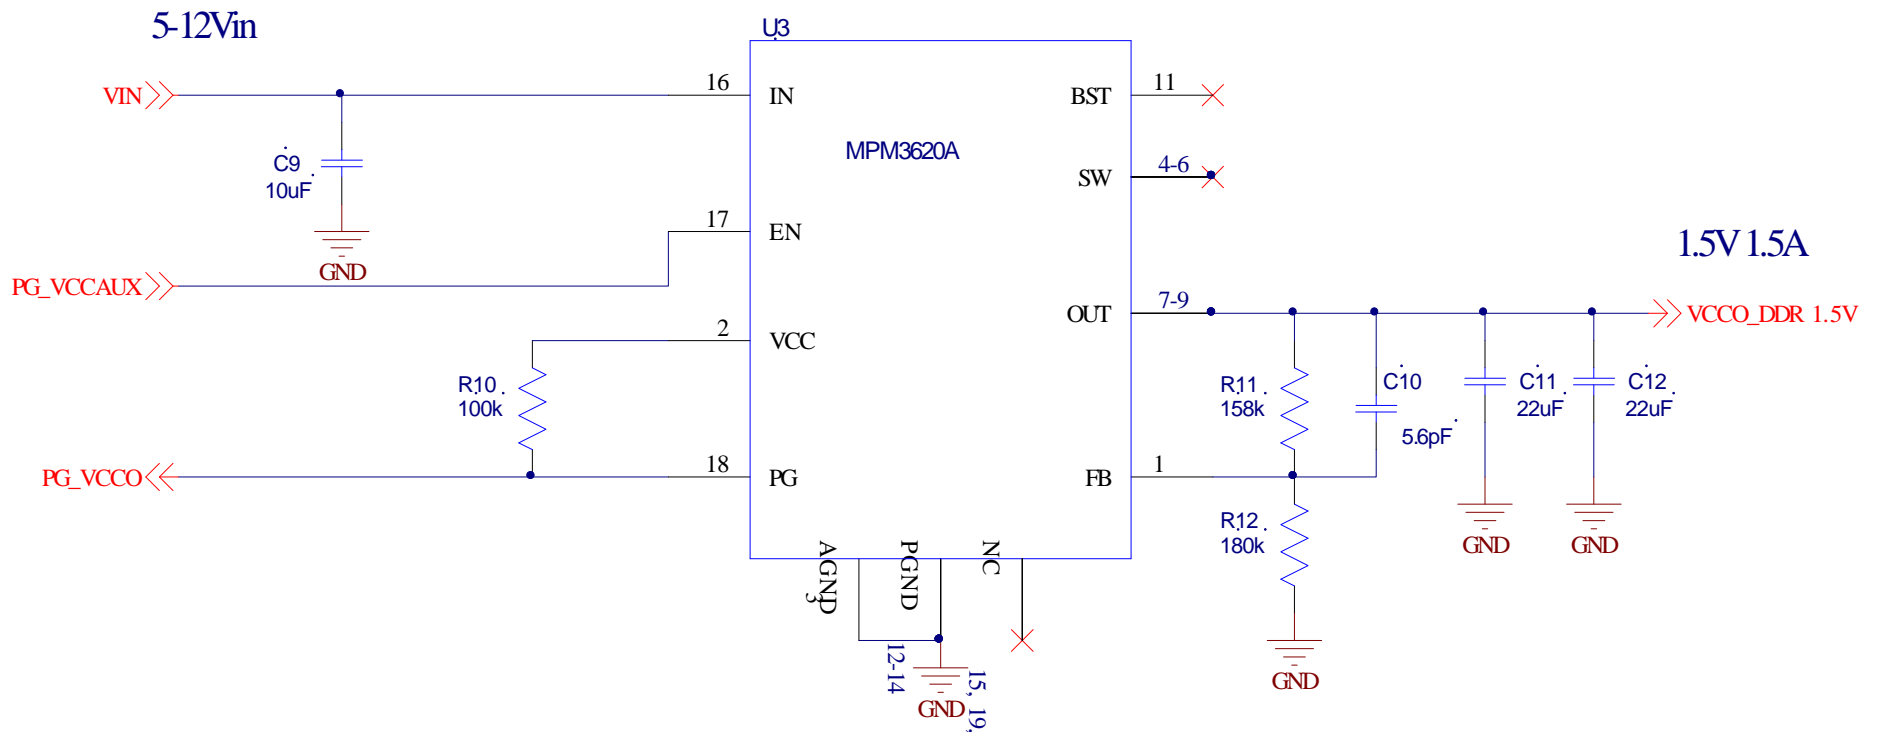 5-12Vin
U3
VIN
16
IN
BST
11
MPM3620A
C9
10uF
SW
4-6
17
EN
GND
PG_VCCAUX
1.5V 1.5A
7-9
OUT
VCCO_DDR 1.5V
2
VCC
R10
100k
R11
158k
C10
5.6pF
C11
22uF
C12
22uF
PG_VCCO
18
PG
FB
1
R12
180k
GND
GND
AGND
3
PGND
NC
12-14
GND
15, 19,
GND